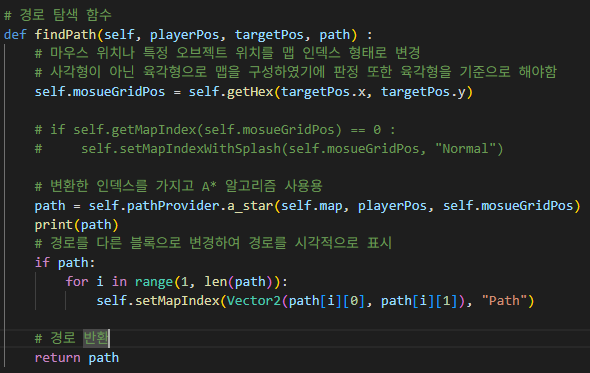 # 경로 탐색 함수
def findPath(self, playerPos, targetPos, path) :
# 마우스 위치나 특정 오브젝트 위치를 맵 인덱스 형태로 변경
# 사각형이 아닌 육각형으로 맵을 구성하였기에 판정 또한 육각형을 기준으로 해야함
self.mosueGridPos = self.getHex(targetPos.x, targetPos.y)
# if self.getMapIndex(self.mosueGridPos) == 0 :
#     self.setMapIndexWithSplash(self.mosueGridPos, "Normal")
# 변환한 인덱스를 가지고 A* 알고리즘 사용용
path = self.pathProvider.a_star(self.map, playerPos, self.mosueGridPos)
print(path)
# 경로를 다른 블록으로 변경하여 경로를 시각적으로 표시
if path:
for i in range(1, len(path)):
self.setMapIndex(Vector2(path[i][0], path[i][1]), "Path")
# 경로 반환
return path